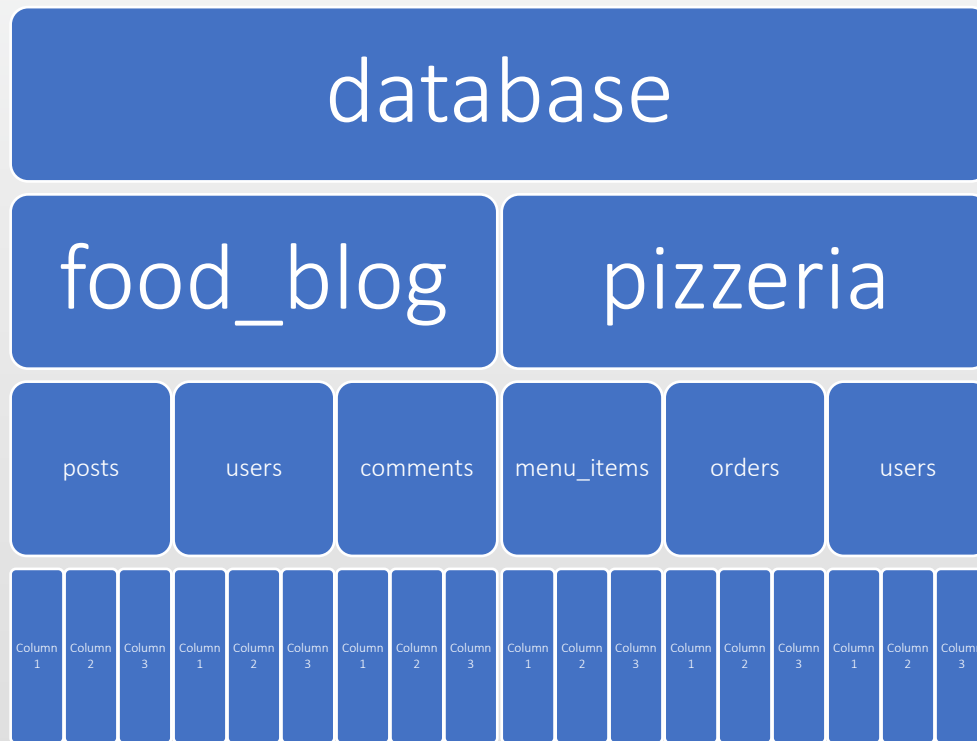 database
food_blog
pizzeria
posts
users
comments
menu_items
orders
users
Column
1
Column
2
Column
3
Column
1
Column
2
Column
3
Column
1
Column
2
Column
3
Column
1
Column
2
Column
3
Column
1
Column
2
Column
3
Column
1
Column
2
Column
3